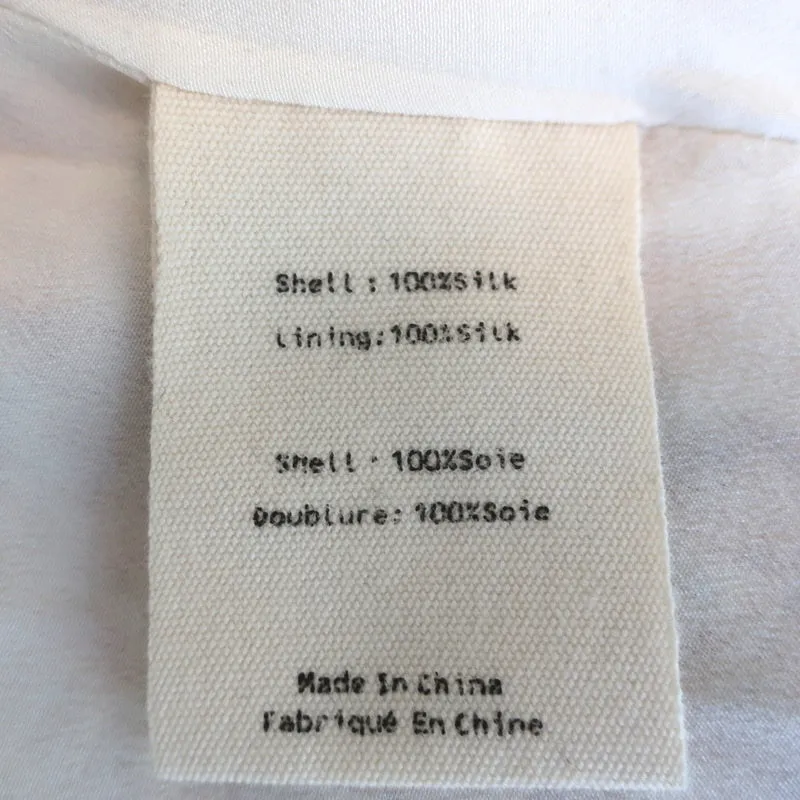 Shell : 100%Silk
Lining:100%Silk
Shell : 100%Soie
Doublure: 100%Soie
Made In China
Fabriqué En Chine